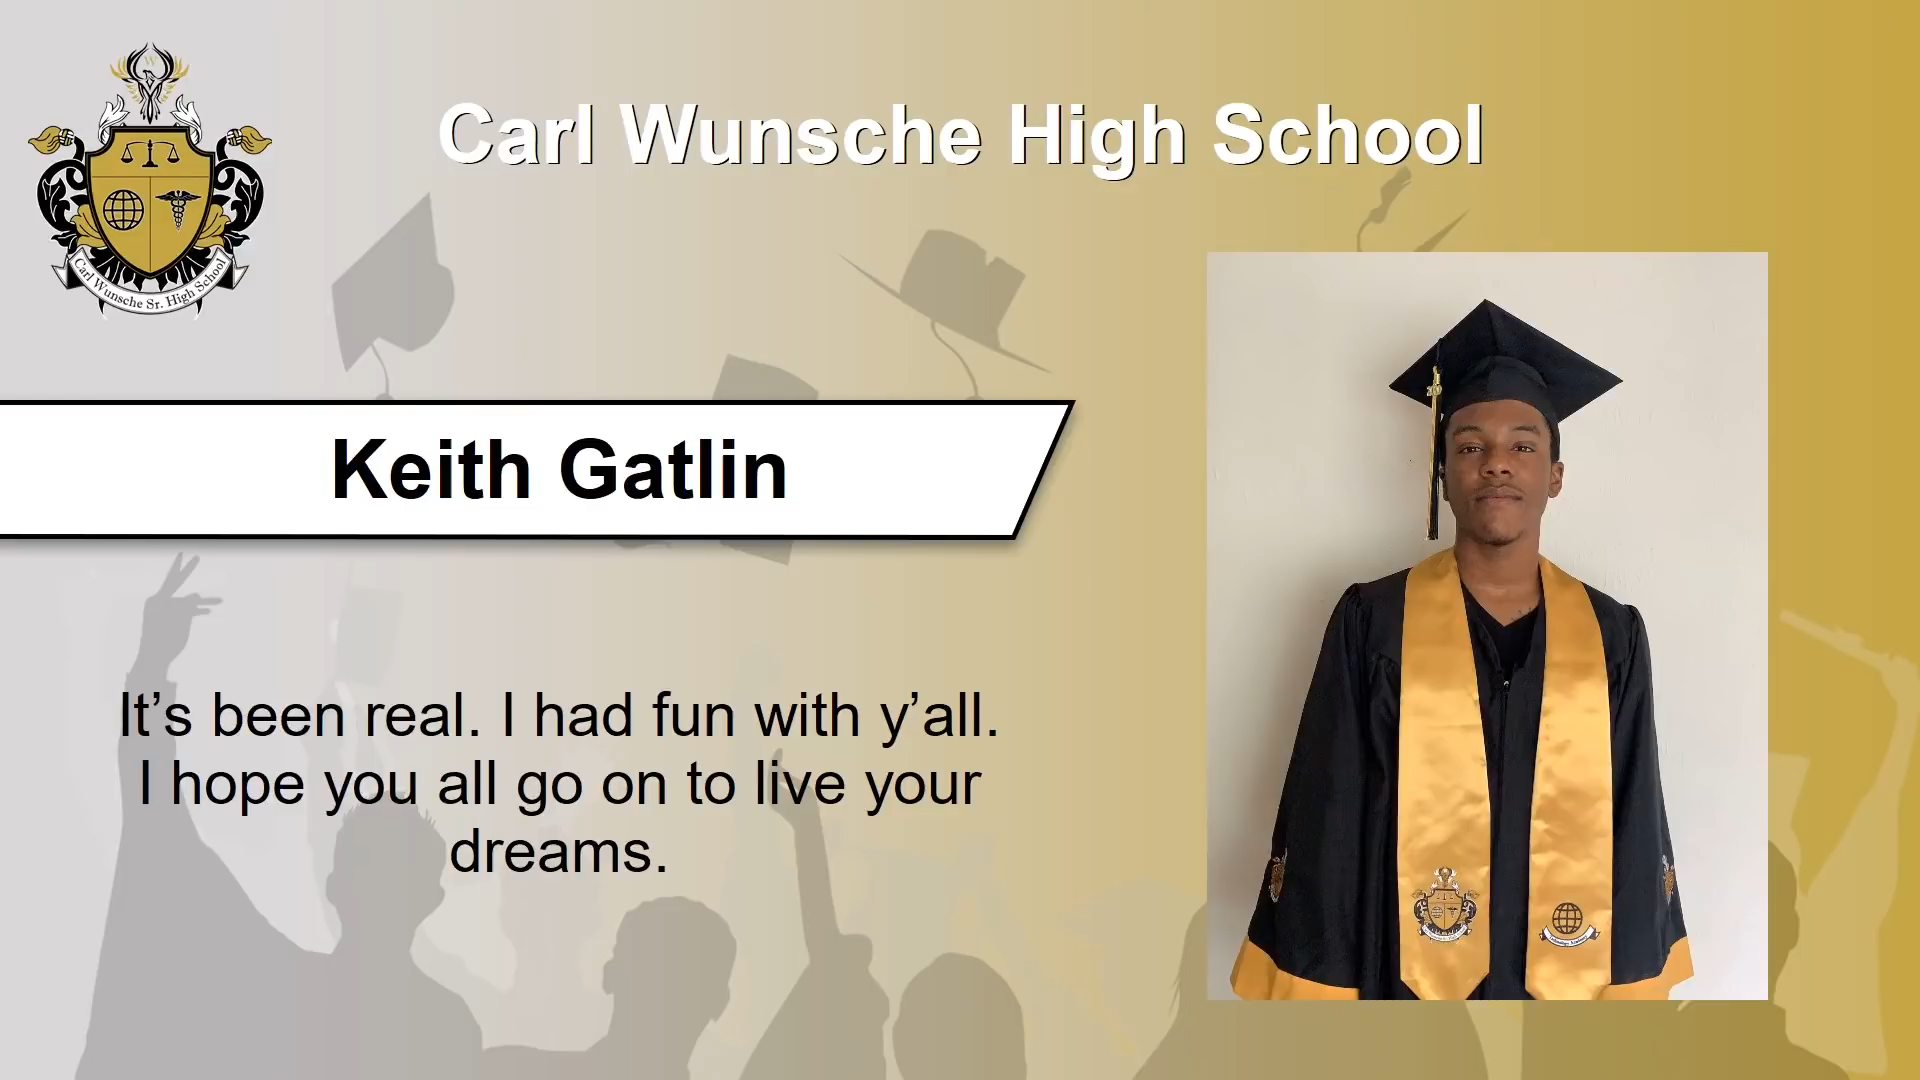 W
Carl Wunsche Sr. High School
Carl Wunsche High School
Keith Gatlin
It’s been real. I had fun with y’all.
I hope you all go on to live your
dreams.